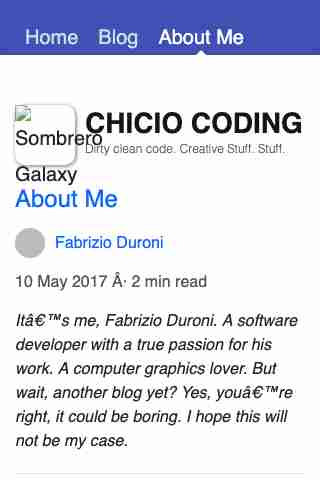 Home Blog About Me
Sombrero
Galaxy
CHICIO CODING
Dirty clean code. Creative Stuff. Stuff.
About Me
Fabrizio Duroni
10 May 2017 Â· 2 min read
Itâ€™s me, Fabrizio Duroni. A software
developer with a true passion for his
work. A computer graphics lover. But
wait, another blog yet? Yes, youâ€™re
right, it could be boring. I hope this will
not be my case.